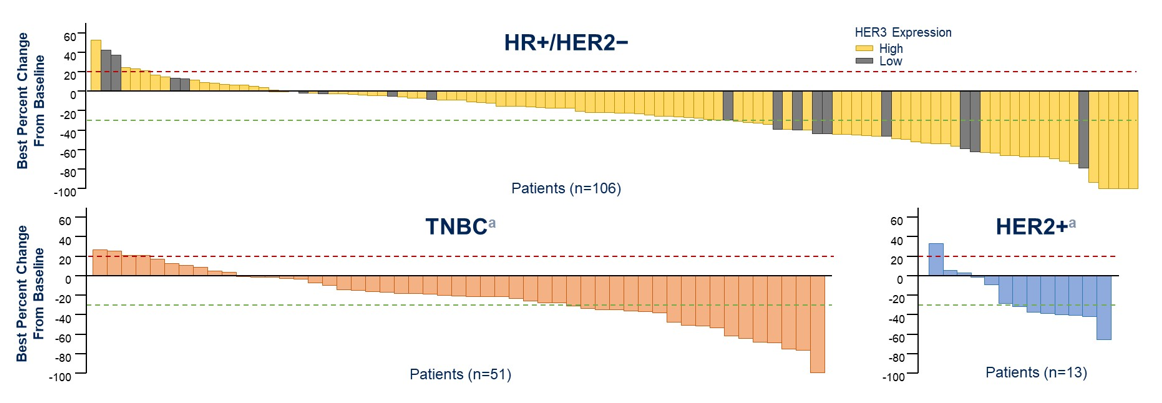 HR+/HER2−
HER3 Expression
High
Low
Best Percent Change
From Baseline
60
40
20
0
-20
-40
-60
-80
-100
Patients (n=106)
TNBCa
Best Percent Change
From Baseline
60
40
20
0
-20
-40
-60
-80
-100
Patients (n=51)
HER2+a
60
40
20
0
-20
-40
-60
-80
-100
Patients (n=13)